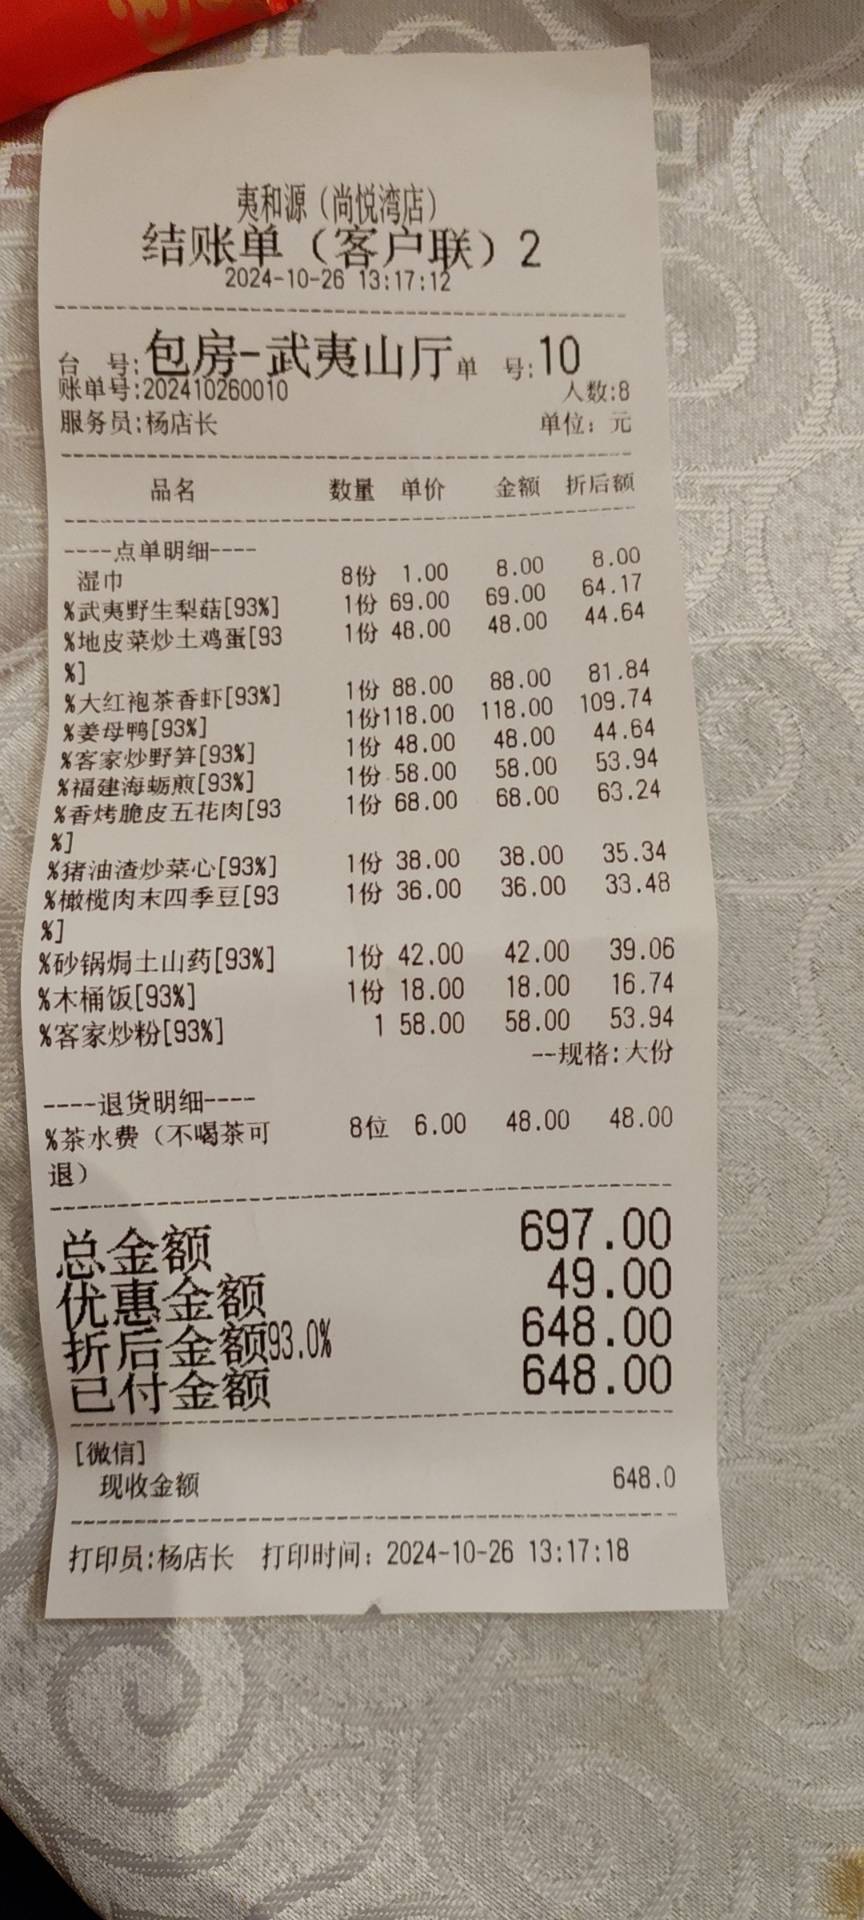 夷和源（尚悦湾店）
结账单（客户联）2
2024-10-26 13:17:12
台 号:包房-武夷山厅 单 号:10
账单号:202410260010 人数:8
服务员:杨店长 单位：元
品名 数量 单价 金额 折后额
----点单明细----
湿巾 8份 1.00 8.00 8.00
%武夷野生梨菇[93%] 1份 69.00 69.00 64.17
%地皮菜炒土鸡蛋[93 1份 48.00 48.00 44.64
%]
%大红袍茶香虾[93%] 1份 88.00 88.00 81.84
%姜母鸭[93%] 1份118.00 118.00 109.74
%客家炒野笋[93%] 1份 48.00 48.00 44.64
%福建海蛎煎[93%] 1份 58.00 58.00 53.94
%香烤脆皮五花肉[93 1份 68.00 68.00 63.24
%]
%猪油渣炒菜心[93%] 1份 38.00 38.00 35.34
%橄榄肉末四季豆[93 1份 36.00 36.00 33.48
%]
%砂锅焗土山药[93%] 1份 42.00 42.00 39.06
%木桶饭[93%] 1份 18.00 18.00 16.74
%客家炒粉[93%] 1 58.00 58.00 53.94
--规格:大份
----退货明细----
%茶水费（不喝茶可 8位 6.00 48.00 48.00
退）
总金额 697.00
优惠金额 49.00
折后金额93.0% 648.00
已付金额 648.00
[微信]
现收金额 648.0
打印员:杨店长 打印时间：2024-10-26 13:17:18